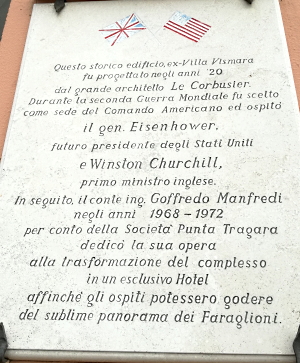 Questo storico edificio, ex-Villa Vismara
fu progettato negli anni '20
dal grande architetto Le Corbusier.
Durante la seconda Guerra Mondiale fu scelto
come sede del Comando Americano ed ospitò
il gen. Eisenhower,
futuro presidente degli Stati Uniti
e Winston Churchill,
primo ministro inglese.
In seguito, il conte ing. Goffredo Manfredi
negli anni 1968-1972
per conto della Società Punta Tragara
dedicò la sua opera
alla trasformazione del complesso
in un esclusivo Hotel
affinchè gli ospiti potessero godere
del sublime panorama dei Faraglioni.